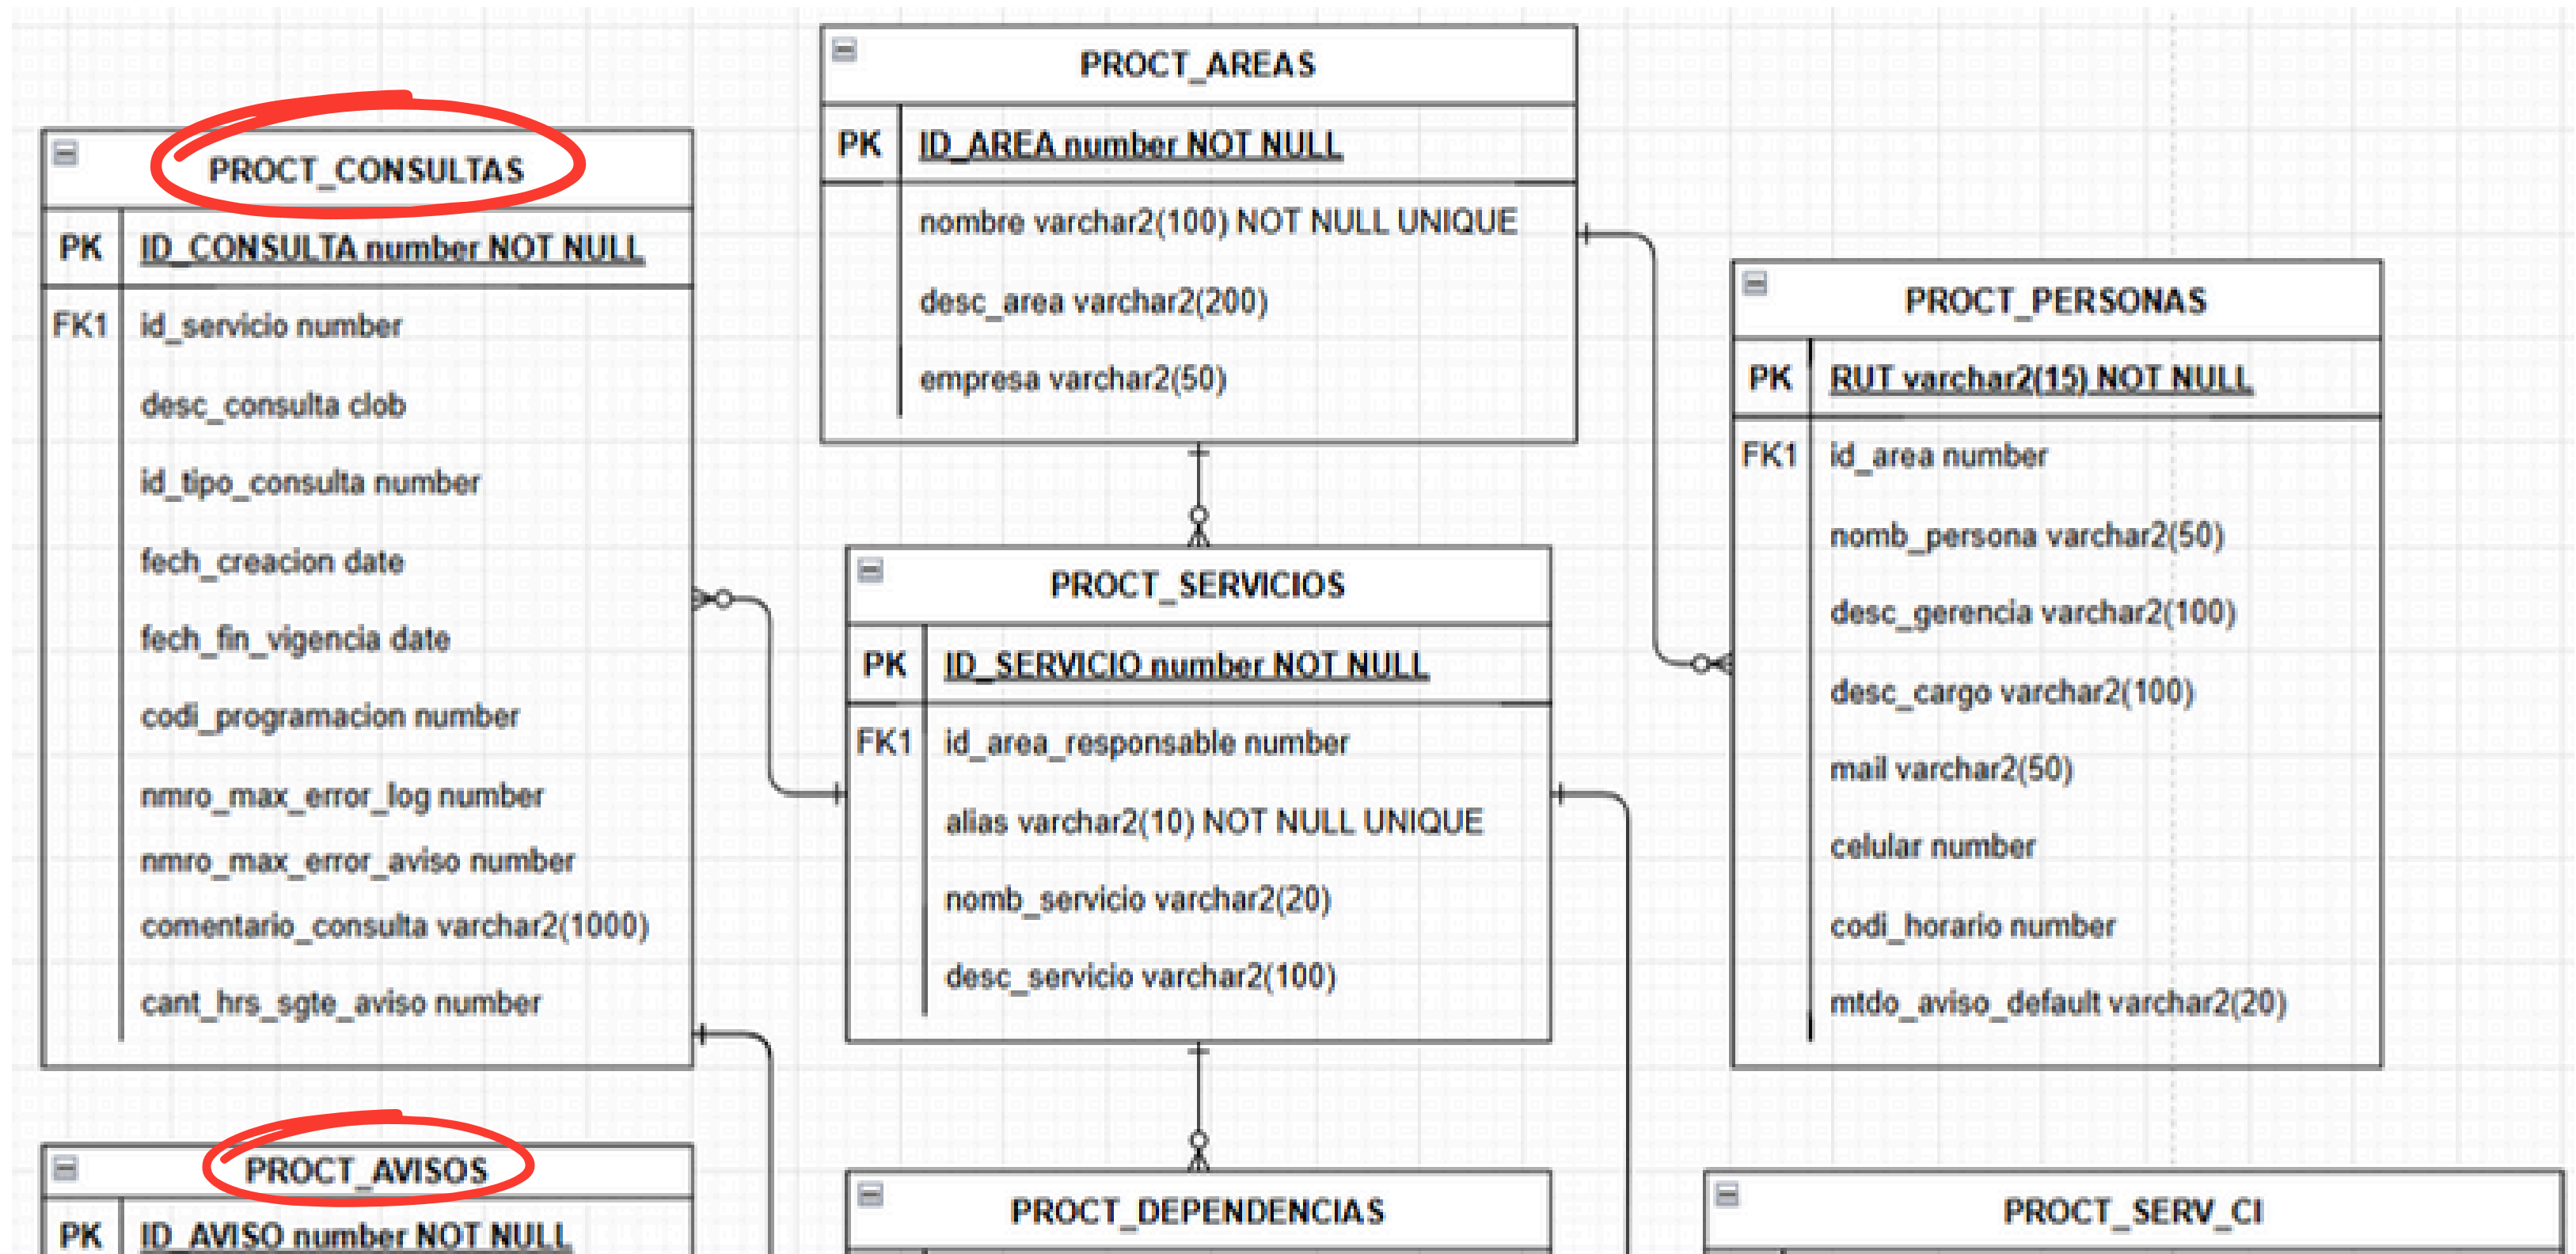 PROCT_AREAS
PK ID_AREA number NOT NULL
nombre varchar2(100) NOT NULL UNIQUE
desc_area varchar2(200)
empresa varchar2(50)
PROCT_CONSULTAS
PK ID_CONSULTA number NOT NULL
FK1 id_servicio number
desc_consulta clob
id_tipo_consulta number
fech_creacion date
fech_fin_vigencia date
codi_programacion number
nmro_max_error_log number
nmro_max_error_aviso number
comentario_consulta varchar2(1000)
cant_hrs_sgte_aviso number
PROCT_PERSONAS
PK RUT varchar2(15) NOT NULL
FK1 id_area number
nomb_persona varchar2(50)
desc_gerencia varchar2(100)
desc_cargo varchar2(100)
mail varchar2(50)
celular number
codi_horario number
mtdo_aviso_default varchar2(20)
PROCT_SERVICIOS
PK ID_SERVICIO number NOT NULL
FK1 id_area_responsable number
alias varchar2(10) NOT NULL UNIQUE
nomb_servicio varchar2(20)
desc_servicio varchar2(100)
PROCT_AVISOS
PK ID_AVISO number NOT NULL
PROCT_DEPENDENCIAS
PROCT_SERV_CI